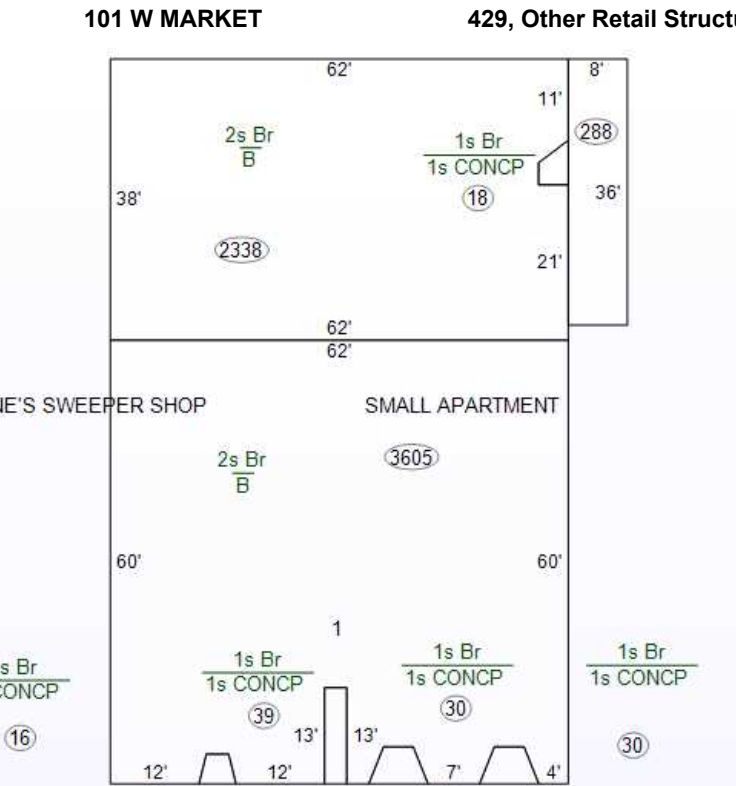 101 W MARKET 429, Other Retail Structu
62' 8'
11'
2s Br
B
1s Br
1s CONCP
18
288
38' 36'
2338
21'
62'
62'
NE'S SWEEPER SHOP SMALL APARTMENT
2s Br
B
3605
60' 60'
1
s Br
CONCP
16
1s Br
1s CONCP
39
1s Br
1s CONCP
30
1s Br
1s CONCP
30
13' 13'
12' 12' 7' 4'